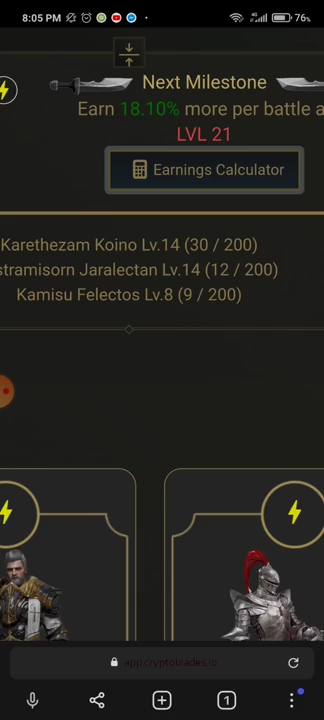 8:05 PM
76%
Next Milestone
Earn 18.10% more per battle a
LVL 21
Earnings Calculator
Karethezam Koino Lv.14 (30 / 200)
stramisorn Jaralectan Lv.14 (12 / 200)
Kamisu Felectos Lv.8 (9 / 200)
app.cryptoblades.io
1